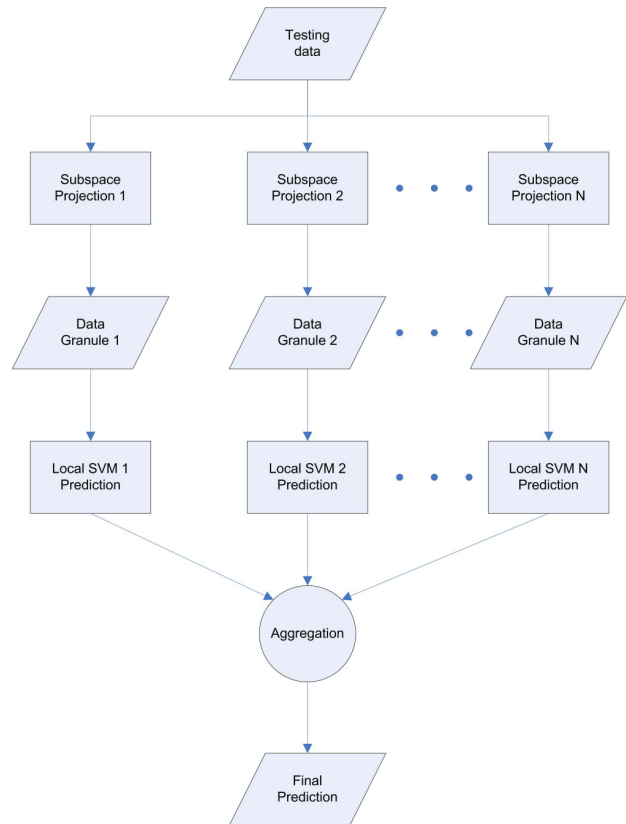 Testing
data
Subspace
Projection 1
Subspace
Projection 2
Subspace
Projection N
Data
Granule 1
Data
Granule 2
Data
Granule N
Local SVM 1
Prediction
Local SVM 2
Prediction
Local SVM N
Prediction
Aggregation
Final
Prediction